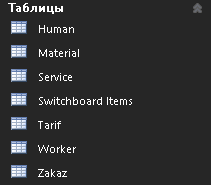 Таблицы
Human
Material
Service
Switchboard Items
Tarif
Worker
Zakaz